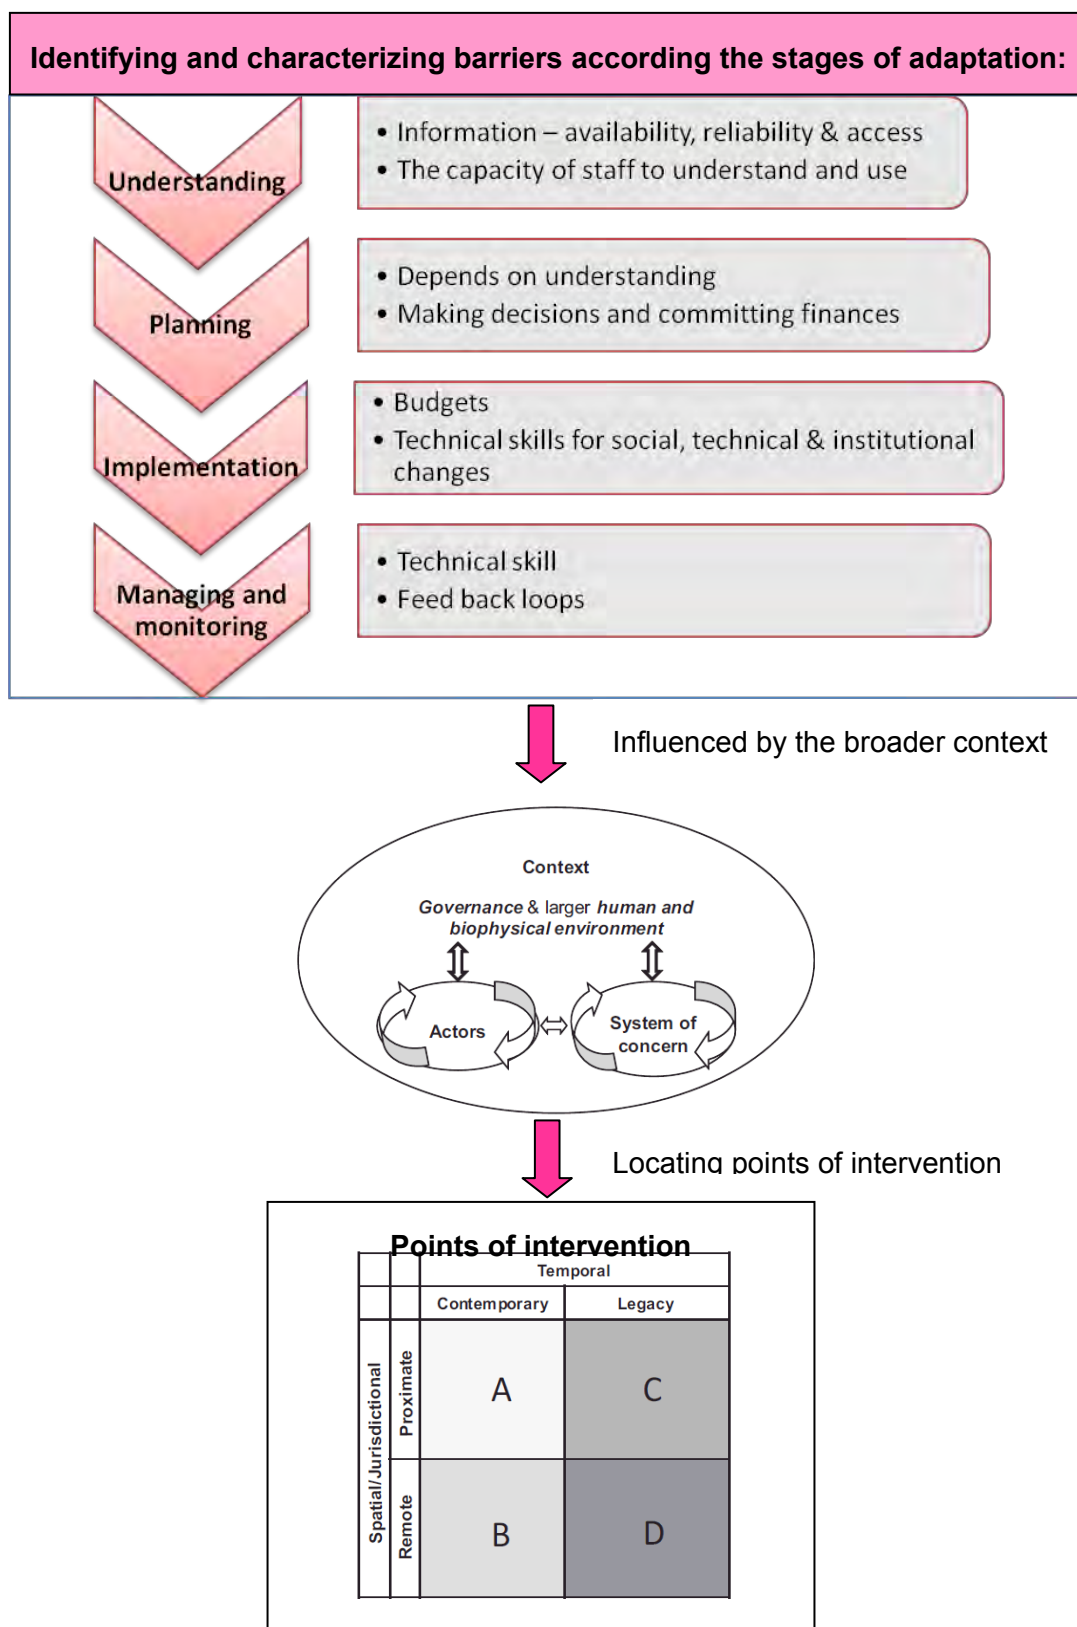 Identifying and characterizing barriers according the stages of adaptation:
Understanding
• Information – availability, reliability & access
• The capacity of staff to understand and use
Planning
• Depends on understanding
• Making decisions and committing finances
Implementation
• Budgets
• Technical skills for social, technical & institutional
changes
Managing and
monitoring
• Technical skill
• Feed back loops
Influenced by the broader context
Context
Governance & larger human and
biophysical environment
Actors
System of
concern
Locating points of intervention
Points of intervention
Temporal
Contemporary
Legacy
Spatial/Jurisdictional
Proximate
A
C
Remote
B
D